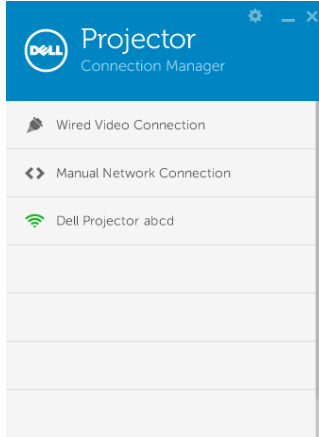 DELL
Projector
Connection Manager
Wired Video Connection
Manual Network Connection
Dell Projector abcd